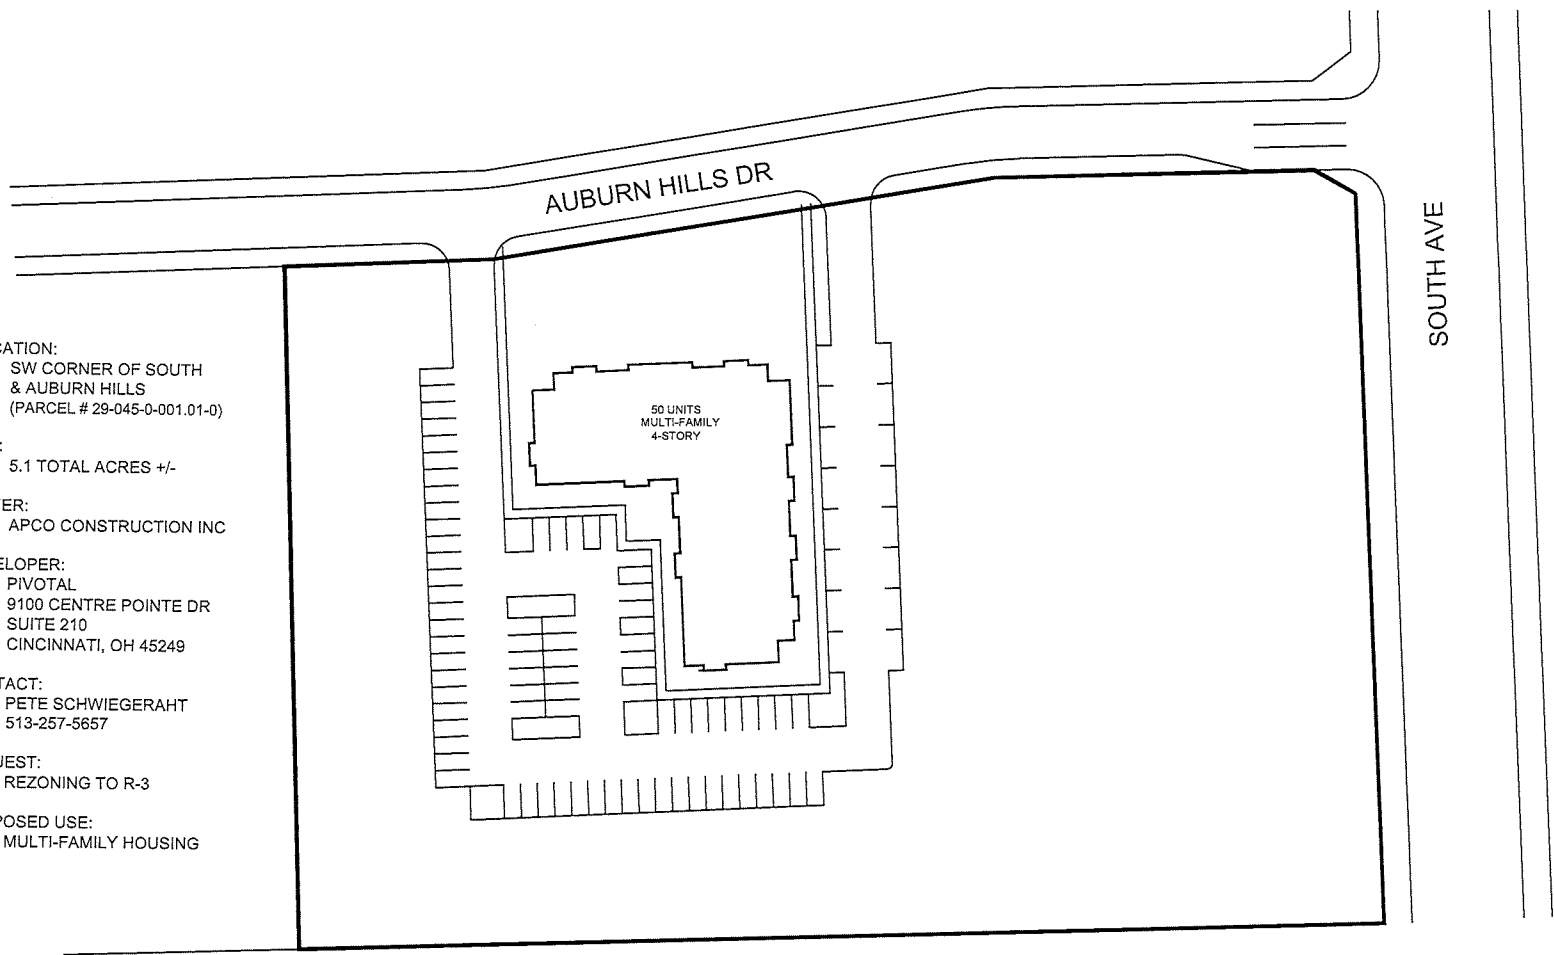 AUBURN HILLS DR
SOUTH AVE
CATION:
SW CORNER OF SOUTH
& AUBURN HILLS
(PARCEL # 29-045-0-001.01-0)
:
5.1 TOTAL ACRES +/-
ER:
APCO CONSTRUCTION INC
ELOPER:
PIVOTAL
9100 CENTRE POINTE DR
SUITE 210
CINCINNATI, OH 45249
TACT:
PETE SCHWIEGERAHT
513-257-5657
UEST:
REZONING TO R-3
POSED USE:
MULTI-FAMILY HOUSING
50 UNITS
MULTI-FAMILY
4-STORY